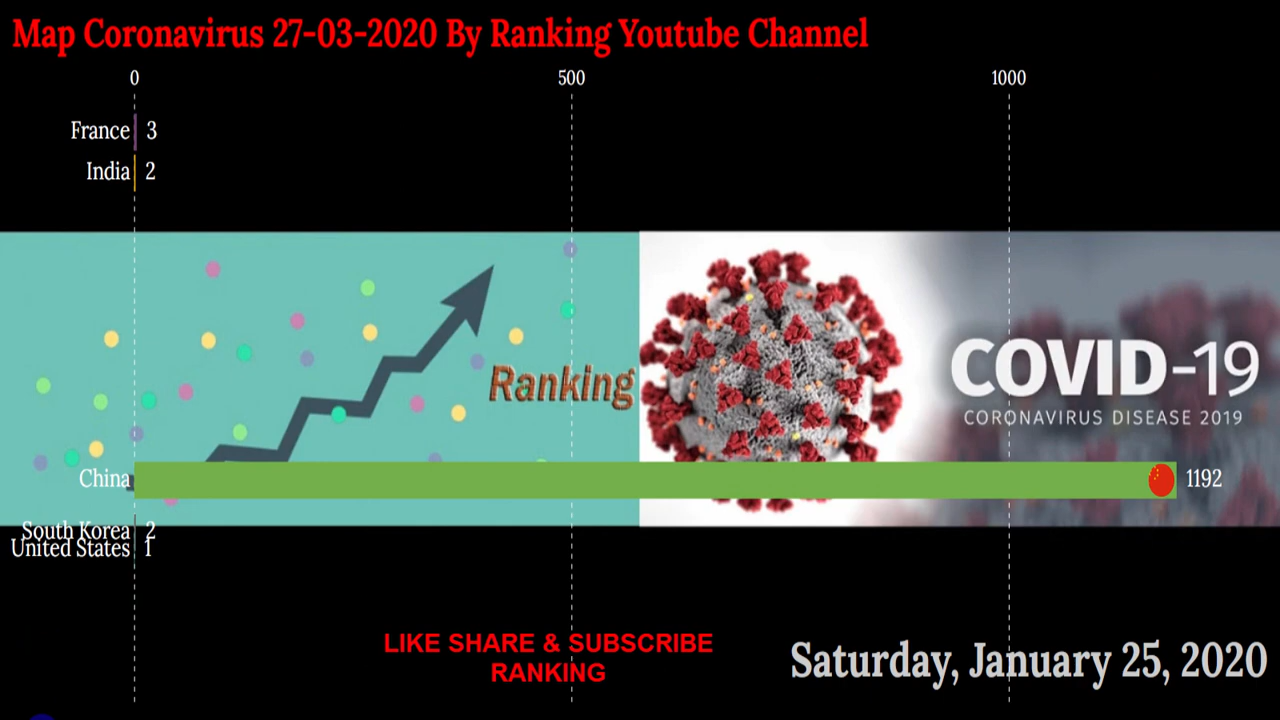 Map Coronavirus 27-03-2020 By Ranking Youtube Channel
0 500 1000
France 3
India 2
Ranking
COVID-19
CORONAVIRUS DISEASE 2019
China 1192
South Korea 2
United States 1
LIKE SHARE & SUBSCRIBE
RANKING
Saturday, January 25, 2020